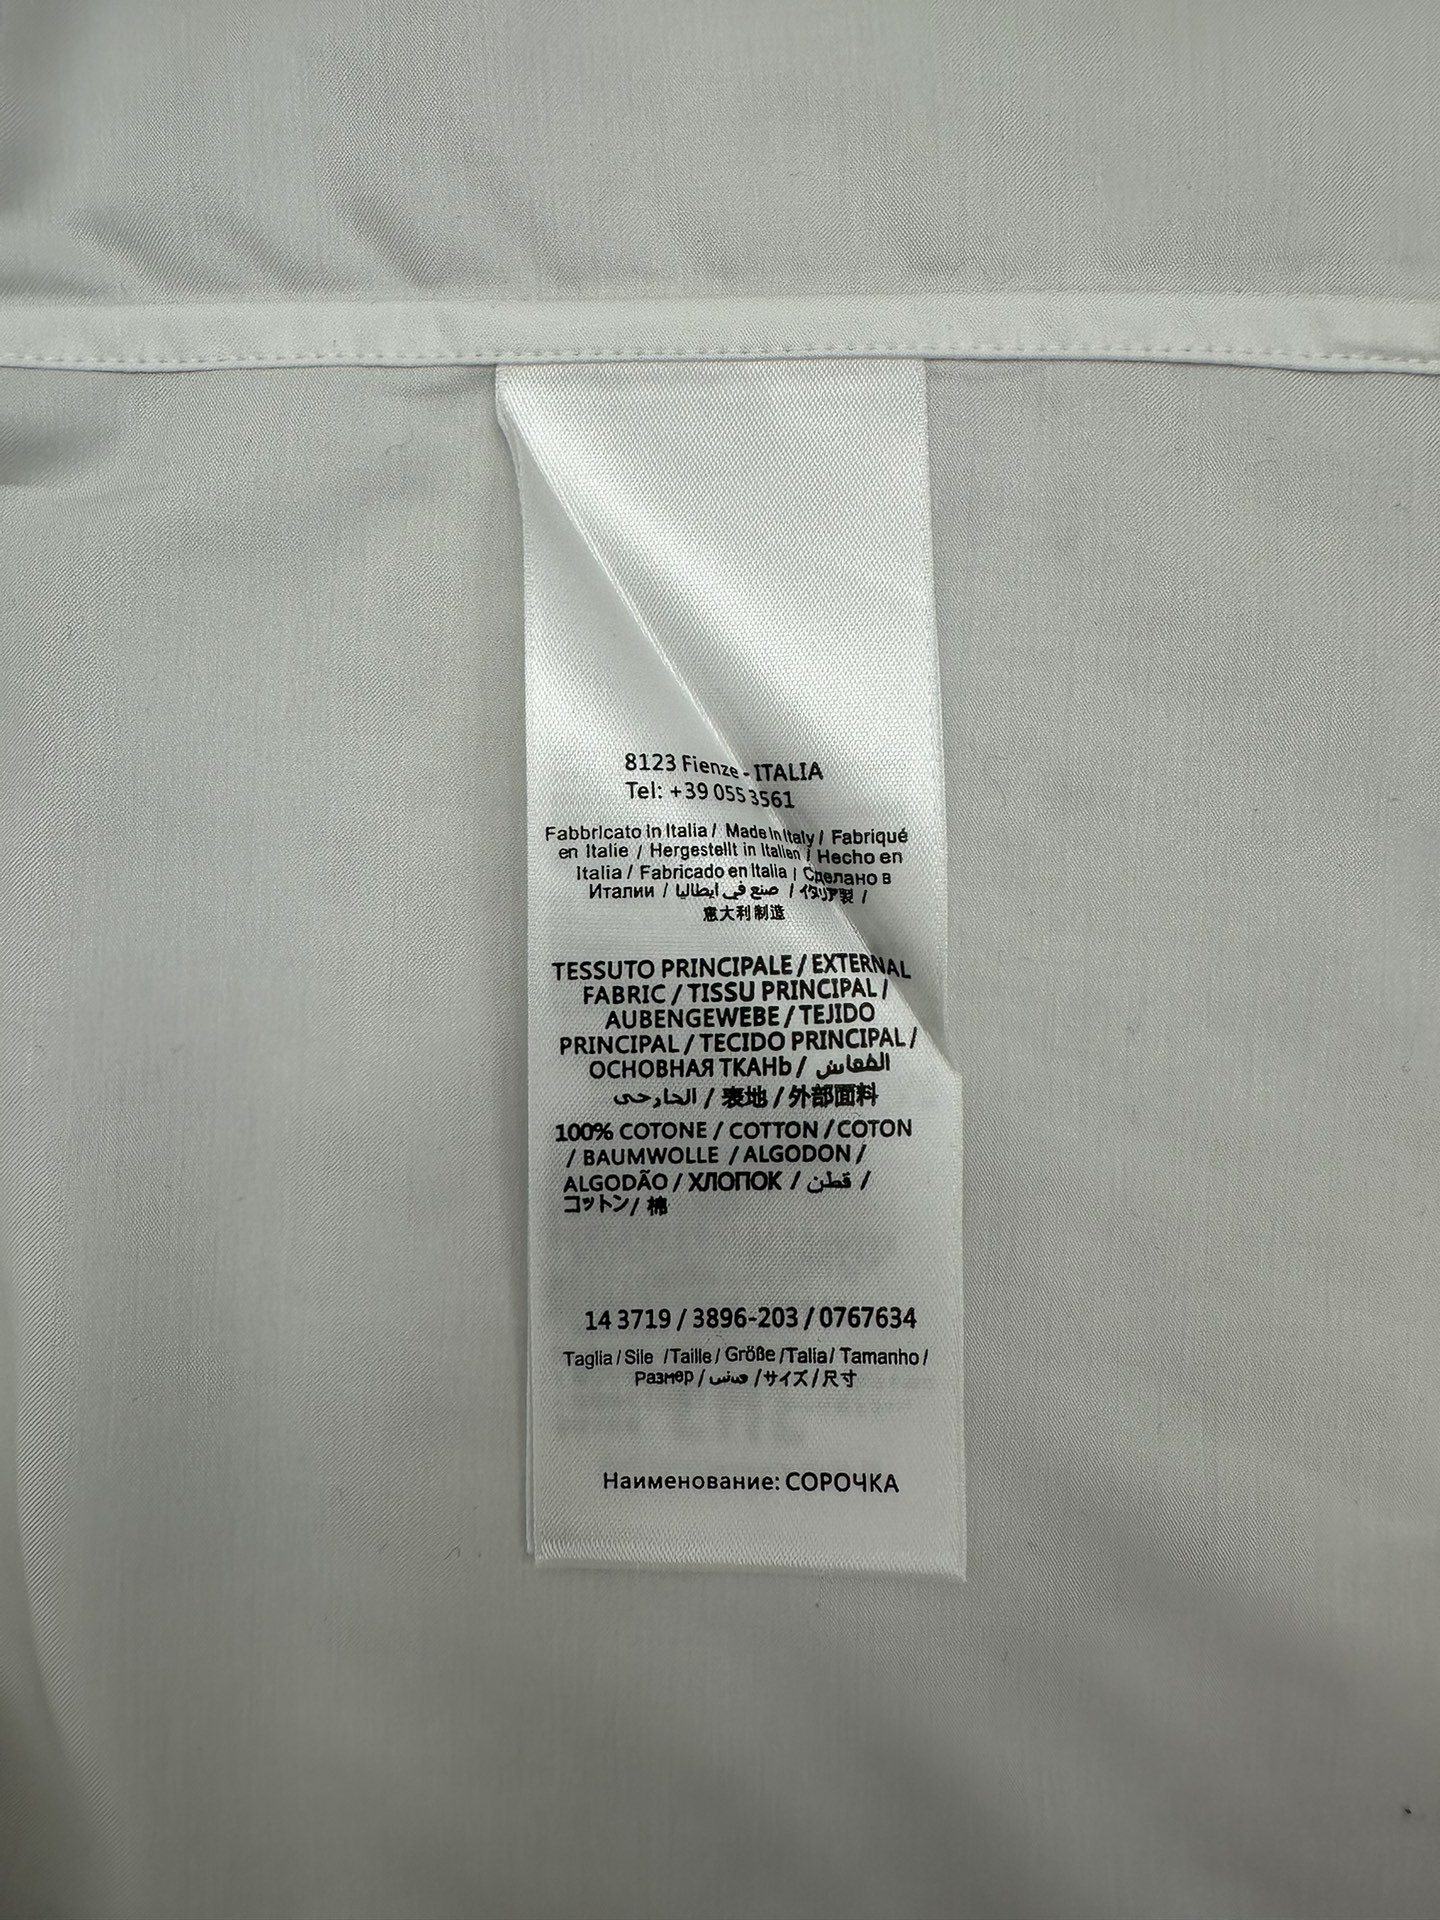 8123 Fienze - ITALIA
Tel: +39 055 3561
Fabbricato in Italia / Made In Italy / Fabriqué
en Italie / Hergestellt in Italien / Hecho en
Italia / Fabricado en Italia / Сделано в
Италии / صنع في ايطاليا / イタリア製 /
意大利制造
TESSUTO PRINCIPALE / EXTERNAL
FABRIC / TISSU PRINCIPAL /
AUBENGEWEBE / TEJIDO
PRINCIPAL / TECIDO PRINCIPAL /
ОСНОВНАЯ ТКАНЬ / القماش
الخارجي / 表地 / 外部面料
100% COTONE / COTTON / COTON
/ BAUMWOLLE / ALGODON /
ALGODÃO / ХЛОПОК / قطن /
コットン / 棉
14 3719 / 3896-203 / 0767634
Taglia / Sile / Taille / Größe / Talia / Tamanho /
Размер / / サイズ / 尺寸
Наименование: СОРОЧКА